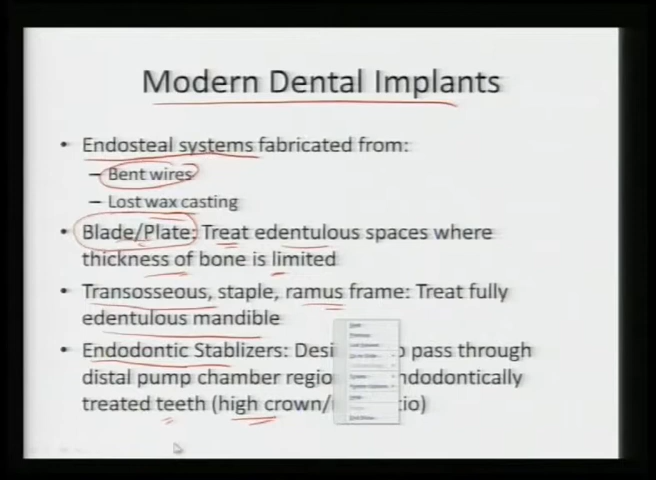 Modern Dental Implants
• Endosteal systems fabricated from:
– Bent wires
– Lost wax casting
• Blade/Plate: Treat edentulous spaces where
thickness of bone is limited
• Transosseous, staple, ramus frame: Treat fully
edentulous mandible
• Endodontic Stablizers: Desi pass through
distal pump chamber regio ndodontically
treated teeth (high crown/ tio)